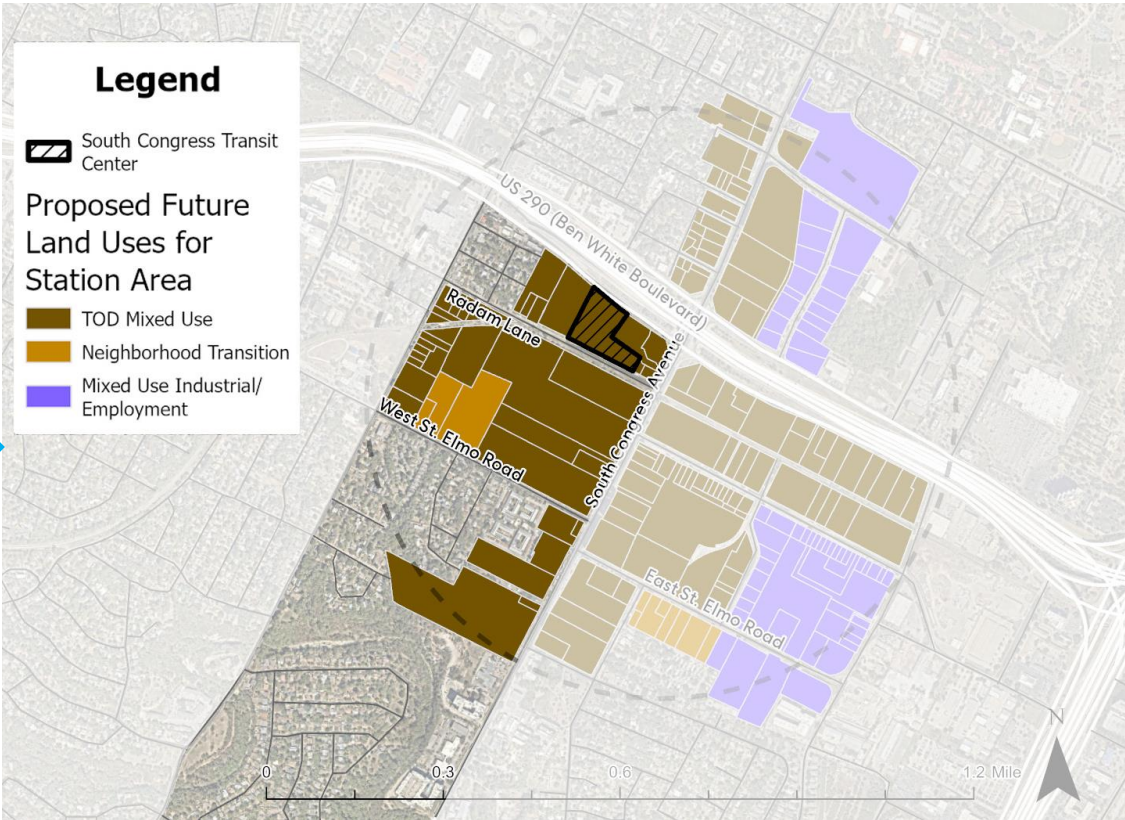 Legend
South Congress Transit
Center
Proposed Future
Land Uses for
Station Area
TOD Mixed Use
Neighborhood Transition
Mixed Use Industrial/
Employment
US 290 (Ben White Boulevard)
Radam Lane
South Congress Avenue
West St. Elmo Road
East St. Elmo Road
N
0
0.3
0.6
1.2 Mile